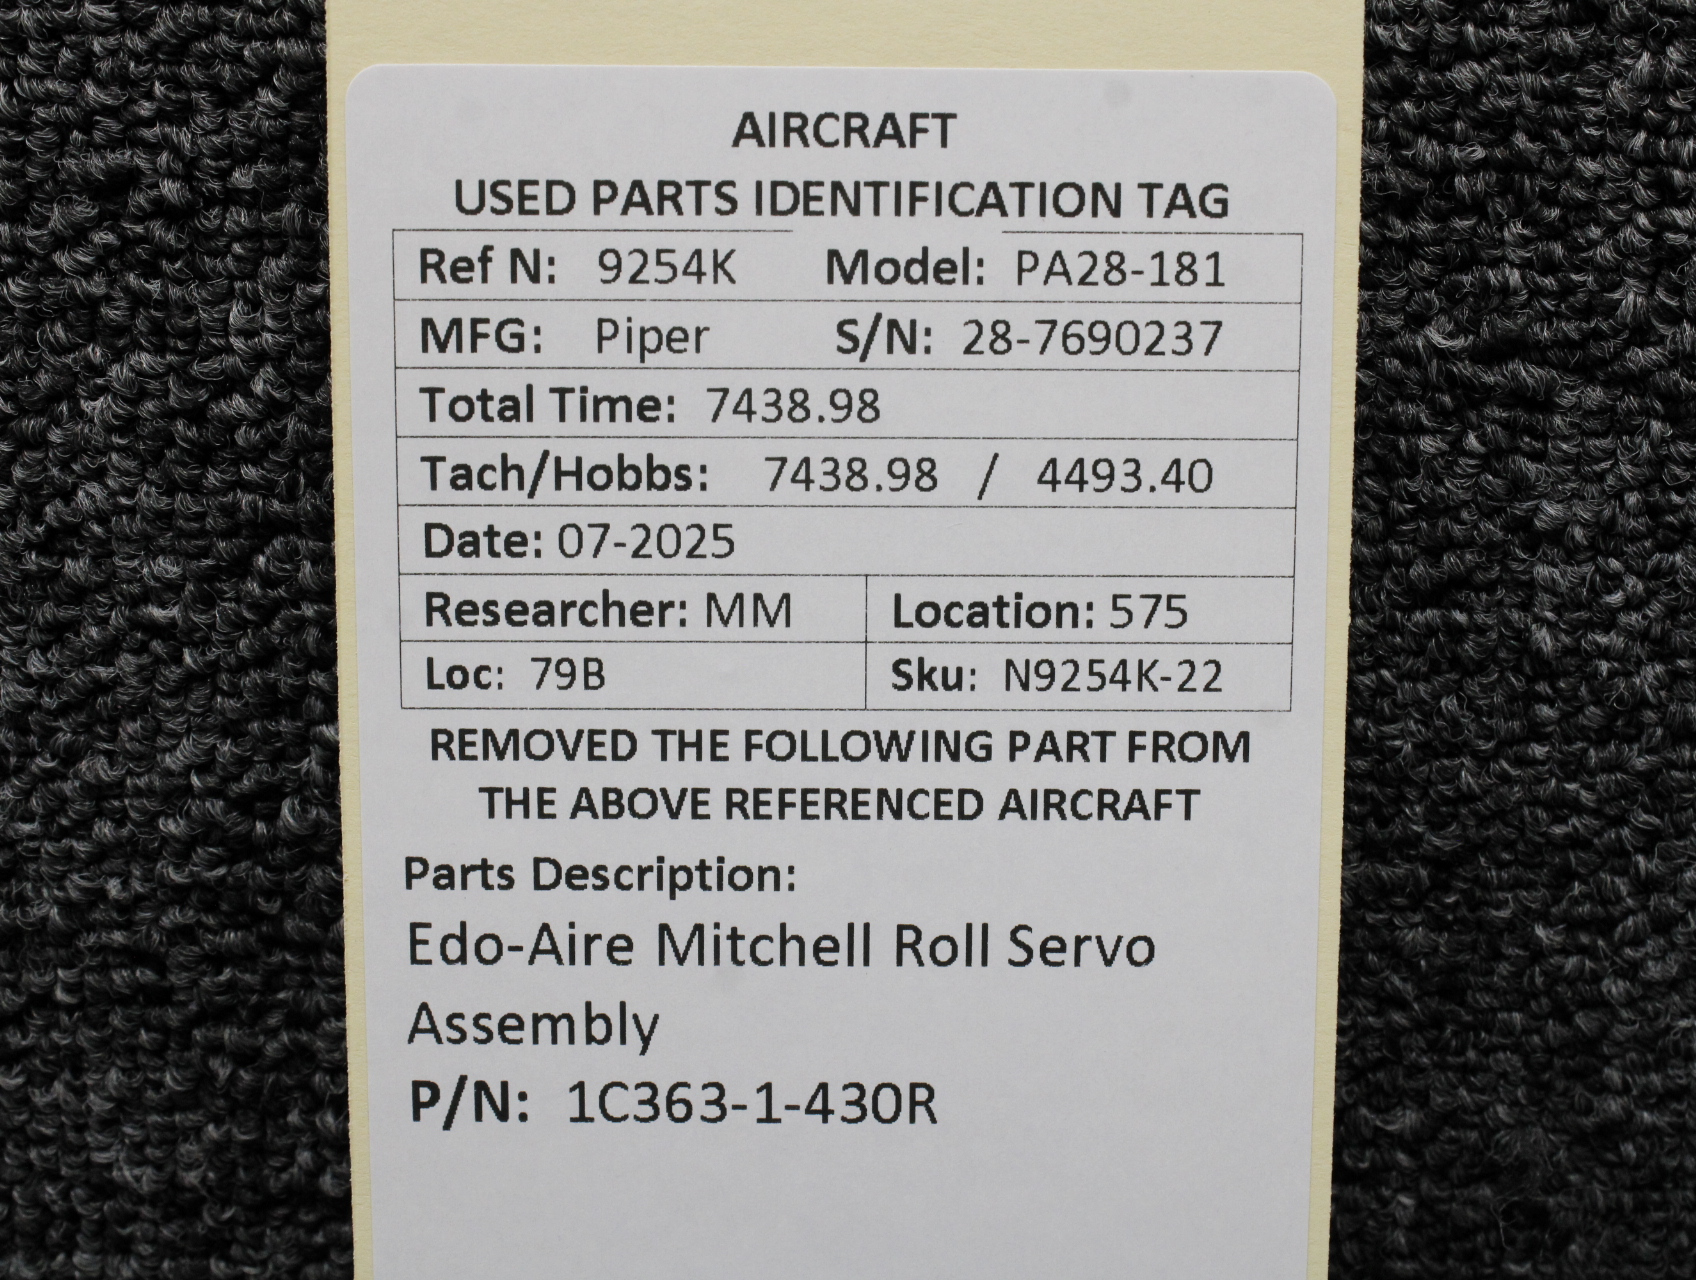 AIRCRAFT
USED PARTS IDENTIFICATION TAG
Ref N: 9254K Model: PA28-181
MFG: Piper S/N: 28-7690237
Total Time: 7438.98
Tach/Hobbs: 7438.98 / 4493.40
Date: 07-2025
Researcher: MM Location: 575
Loc: 79B Sku: N9254K-22
REMOVED THE FOLLOWING PART FROM
THE ABOVE REFERENCED AIRCRAFT
Parts Description:
Edo-Aire Mitchell Roll Servo
Assembly
P/N: 1C363-1-430R